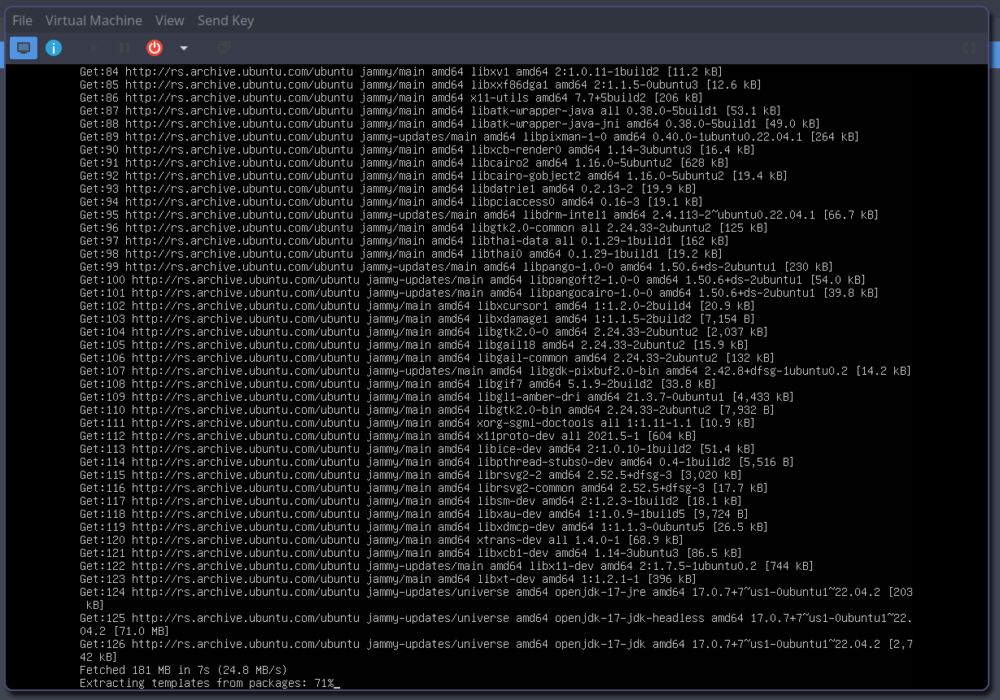 File Virtual Machine View Send Key
Get:84 http://rs.archive.ubuntu.com/ubuntu jammy/main amd64 libxv1 amd64 2:1.0.11-1build2 [11.2 kB]
Get:85 http://rs.archive.ubuntu.com/ubuntu jammy/main amd64 libxxf86dga1 amd64 2:1.1.5-0ubuntu3 [12.6 kB]
Get:86 http://rs.archive.ubuntu.com/ubuntu jammy/main amd64 x11-utils amd64 7.7+5build2 [206 kB]
Get:87 http://rs.archive.ubuntu.com/ubuntu jammy/main amd64 libatk-wrapper-java all 0.38.0-5build1 [53.1 kB]
Get:88 http://rs.archive.ubuntu.com/ubuntu jammy/main amd64 libatk-wrapper-java-jni amd64 0.38.0-5build1 [49.0 kB]
Get:89 http://rs.archive.ubuntu.com/ubuntu jammy-updates/main amd64 libpixman-1-0 amd64 0.40.0-1ubuntu0.22.04.1 [264 kB]
Get:90 http://rs.archive.ubuntu.com/ubuntu jammy/main amd64 libxcb-render0 amd64 1.14-3ubuntu3 [16.4 kB]
Get:91 http://rs.archive.ubuntu.com/ubuntu jammy/main amd64 libcairo2 amd64 1.16.0-5ubuntu2 [628 kB]
Get:92 http://rs.archive.ubuntu.com/ubuntu jammy/main amd64 libcairo-gobject2 amd64 1.16.0-5ubuntu2 [19.4 kB]
Get:93 http://rs.archive.ubuntu.com/ubuntu jammy/main amd64 libdatrie1 amd64 0.2.13-2 [19.9 kB]
Get:94 http://rs.archive.ubuntu.com/ubuntu jammy/main amd64 libpciaccess0 amd64 0.16-3 [19.1 kB]
Get:95 http://rs.archive.ubuntu.com/ubuntu jammy-updates/main amd64 libdrm-intel1 amd64 2.4.113-2~ubuntu0.22.04.1 [66.7 kB]
Get:96 http://rs.archive.ubuntu.com/ubuntu jammy/main amd64 libgtk2.0-common all 2.24.33-2ubuntu2 [125 kB]
Get:97 http://rs.archive.ubuntu.com/ubuntu jammy/main amd64 libthai-data all 0.1.29-1build1 [162 kB]
Get:98 http://rs.archive.ubuntu.com/ubuntu jammy/main amd64 libthai0 amd64 0.1.29-1build1 [19.2 kB]
Get:99 http://rs.archive.ubuntu.com/ubuntu jammy-updates/main amd64 libpango-1.0-0 amd64 1.50.6+ds-2ubuntu1 [230 kB]
Get:100 http://rs.archive.ubuntu.com/ubuntu jammy-updates/main amd64 libpangoft2-1.0-0 amd64 1.50.6+ds-2ubuntu1 [54.0 kB]
Get:101 http://rs.archive.ubuntu.com/ubuntu jammy-updates/main amd64 libpangocairo-1.0-0 amd64 1.50.6+ds-2ubuntu1 [39.8 kB]
Get:102 http://rs.archive.ubuntu.com/ubuntu jammy/main amd64 libxcursor1 amd64 1:1.2.0-2build4 [20.9 kB]
Get:103 http://rs.archive.ubuntu.com/ubuntu jammy/main amd64 libxdamage1 amd64 1:1.1.5-2build2 [7,154 B]
Get:104 http://rs.archive.ubuntu.com/ubuntu jammy/main amd64 libgtk2.0-0 amd64 2.24.33-2ubuntu2 [2,037 kB]
Get:105 http://rs.archive.ubuntu.com/ubuntu jammy/main amd64 libgail18 amd64 2.24.33-2ubuntu2 [15.9 kB]
Get:106 http://rs.archive.ubuntu.com/ubuntu jammy/main amd64 libgail-common amd64 2.24.33-2ubuntu2 [132 kB]
Get:107 http://rs.archive.ubuntu.com/ubuntu jammy-updates/main amd64 libgdk-pixbuf2.0-bin amd64 2.42.8+dfsg-1ubuntu0.2 [14.2 kB]
Get:108 http://rs.archive.ubuntu.com/ubuntu jammy/main amd64 libgif7 amd64 5.1.9-2build2 [33.8 kB]
Get:109 http://rs.archive.ubuntu.com/ubuntu jammy/main amd64 libgl1-amber-dri amd64 21.3.7-0ubuntu1 [4,433 kB]
Get:110 http://rs.archive.ubuntu.com/ubuntu jammy/main amd64 libgtk2.0-bin amd64 2.24.33-2ubuntu2 [7,932 B]
Get:111 http://rs.archive.ubuntu.com/ubuntu jammy/main amd64 xorg-sgml-doctools all 1:1.11-1.1 [10.9 kB]
Get:112 http://rs.archive.ubuntu.com/ubuntu jammy/main amd64 x11proto-dev all 2021.5-1 [604 kB]
Get:113 http://rs.archive.ubuntu.com/ubuntu jammy/main amd64 libice-dev amd64 2:1.0.10-1build2 [51.4 kB]
Get:114 http://rs.archive.ubuntu.com/ubuntu jammy/main amd64 libpthread-stubs0-dev amd64 0.4-1build2 [5,516 B]
Get:115 http://rs.archive.ubuntu.com/ubuntu jammy/main amd64 librsvg2-2 amd64 2.52.5+dfsg-3 [3,020 kB]
Get:116 http://rs.archive.ubuntu.com/ubuntu jammy/main amd64 librsvg2-common amd64 2.52.5+dfsg-3 [17.7 kB]
Get:117 http://rs.archive.ubuntu.com/ubuntu jammy/main amd64 libsm-dev amd64 2:1.2.3-1build2 [18.1 kB]
Get:118 http://rs.archive.ubuntu.com/ubuntu jammy/main amd64 libxau-dev amd64 1:1.0.9-1build5 [9,724 B]
Get:119 http://rs.archive.ubuntu.com/ubuntu jammy/main amd64 libxdmcp-dev amd64 1:1.1.3-0ubuntu5 [26.5 kB]
Get:120 http://rs.archive.ubuntu.com/ubuntu jammy/main amd64 xtrans-dev all 1.4.0-1 [68.9 kB]
Get:121 http://rs.archive.ubuntu.com/ubuntu jammy/main amd64 libxcb1-dev amd64 1.14-3ubuntu3 [86.5 kB]
Get:122 http://rs.archive.ubuntu.com/ubuntu jammy-updates/main amd64 libx11-dev amd64 2:1.7.5-1ubuntu0.2 [744 kB]
Get:123 http://rs.archive.ubuntu.com/ubuntu jammy/main amd64 libxt-dev amd64 1:1.2.1-1 [396 kB]
Get:124 http://rs.archive.ubuntu.com/ubuntu jammy-updates/universe amd64 openjdk-17-jre amd64 17.0.7+7~us1-0ubuntu1~22.04.2 [203
kB]
Get:125 http://rs.archive.ubuntu.com/ubuntu jammy-updates/universe amd64 openjdk-17-jdk-headless amd64 17.0.7+7~us1-0ubuntu1~22.
04.2 [71.0 MB]
Get:126 http://rs.archive.ubuntu.com/ubuntu jammy-updates/universe amd64 openjdk-17-jdk amd64 17.0.7+7~us1-0ubuntu1~22.04.2 [2,7
42 kB]
Fetched 181 MB in 7s (24.8 MB/s)
Extracting templates from packages: 71%